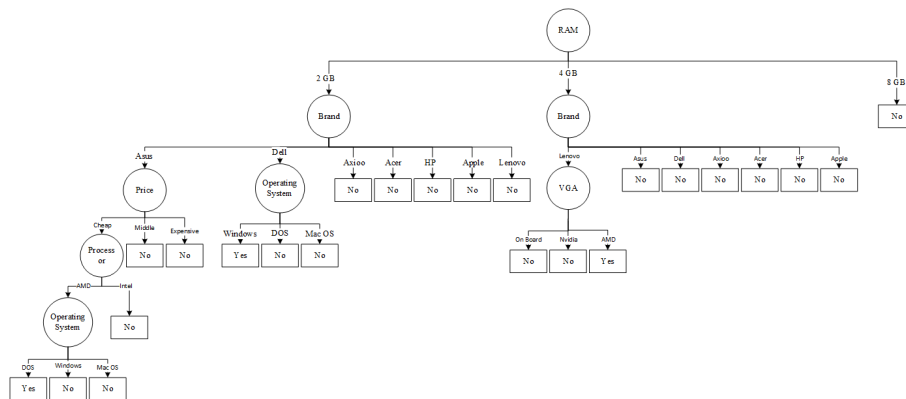 RAM
2 GB
4 GB
8 GB
Brand
Brand
No
Asus
Dell
Axioo
Acer
HP
Apple
Lenovo
Lenovo
Asus
Dell
Axioo
Acer
HP
Apple
Price
Operating
System
No
No
No
No
No
VGA
No
No
No
No
No
No
Cheap
Middle
Expensive
Windows
DOS
Mac OS
On Board
Nvidia
AMD
Process
or
No
No
Yes
No
No
No
No
Yes
AMD
Intel
Operating
System
No
DOS
Windows
Mac OS
Yes
No
No